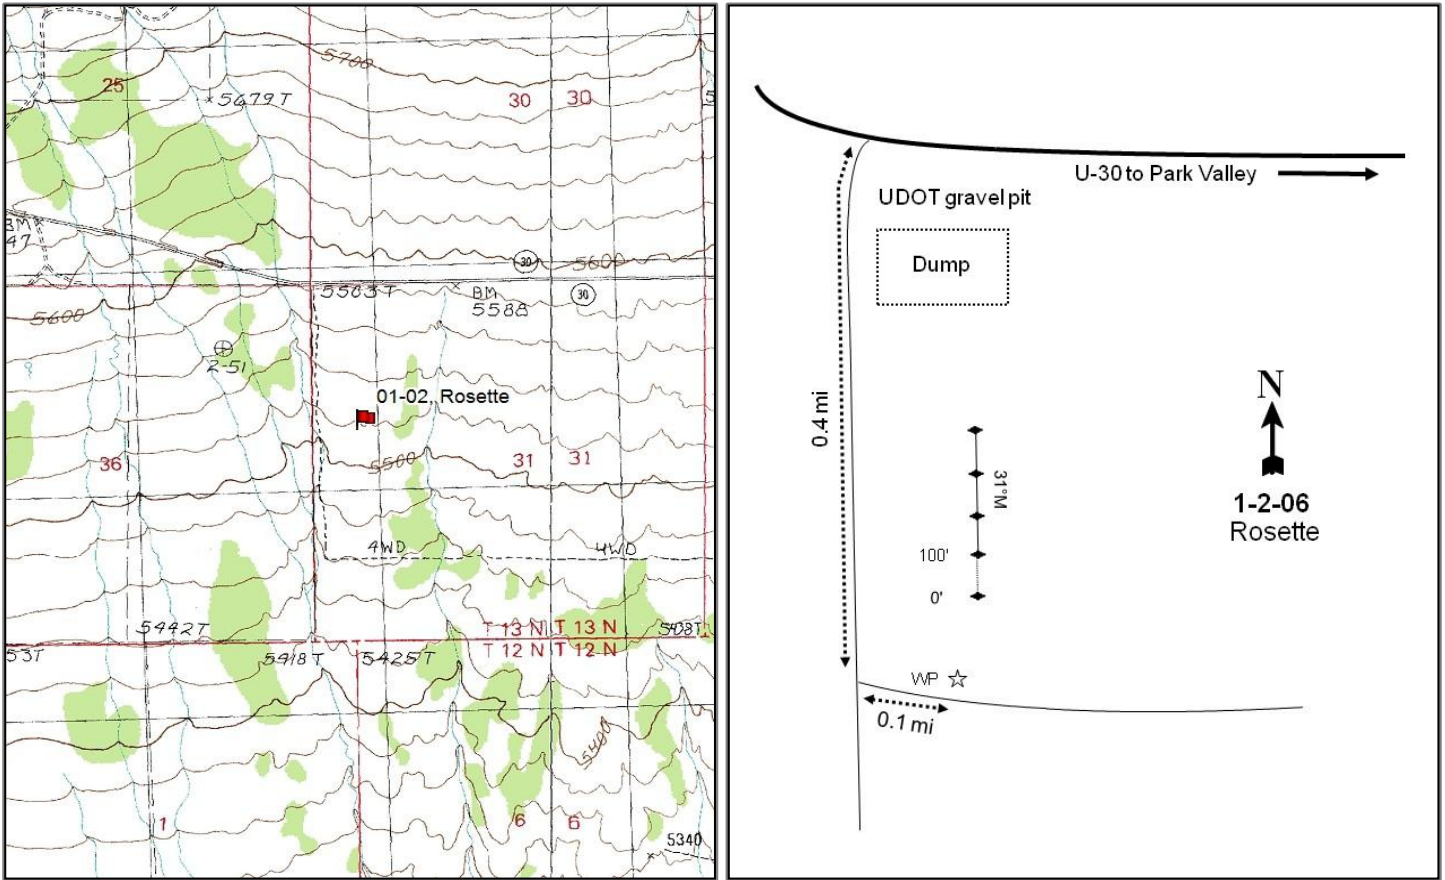 5700
25
×5679T
30 30
5
BM
47
30
5600
5583T
BM
5588
30
5600
2-51
01-02, Rosette
36
5500
31 31
4WD
4WD
5442T
T 13 N T 13 N
T 12 N T 12 N
53T
5418T
5425T
5400
1
6 6
5340
U-30 to Park Valley
UDOT gravel pit
Dump
0.4 mi
31°M
100'
0'
N
1-2-06
Rosette
WP
0.1 mi